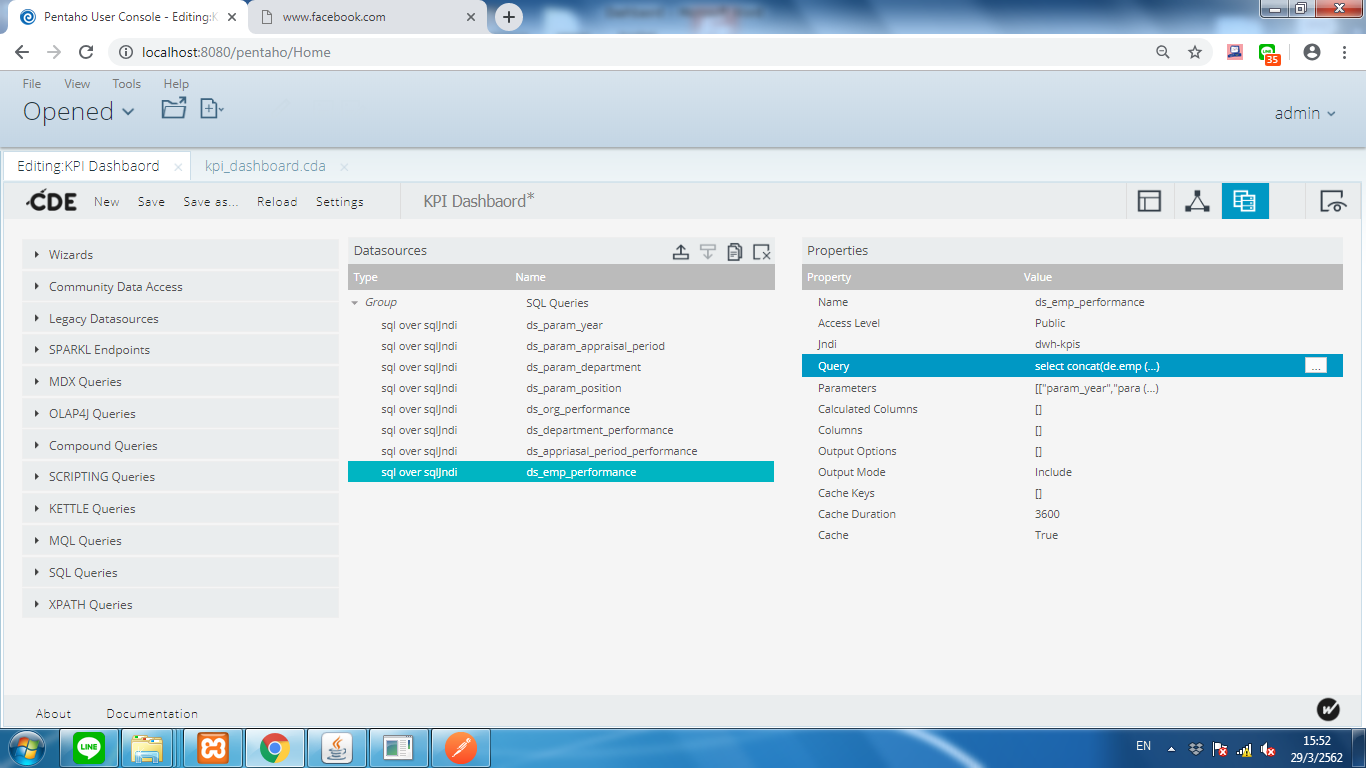 Pentaho User Console - Editing:K
www.facebook.com
localhost:8080/pentaho/Home
35
File View Tools Help
Opened
admin
Editing:KPI Dashbaord
kpi_dashboard.cda
CDE New Save Save as... Reload Settings
KPI Dashbaord*
Wizards
Community Data Access
Legacy Datasources
SPARKL Endpoints
MDX Queries
OLAP4J Queries
Compound Queries
SCRIPTING Queries
KETTLE Queries
MQL Queries
SQL Queries
XPATH Queries
Datasources
Type Name
Group SQL Queries
sql over sqlJndi ds_param_year
sql over sqlJndi ds_param_appraisal_period
sql over sqlJndi ds_param_department
sql over sqlJndi ds_param_position
sql over sqlJndi ds_org_performance
sql over sqlJndi ds_department_performance
sql over sqlJndi ds_appriasal_period_performance
sql over sqlJndi ds_emp_performance
Properties
Property Value
Name ds_emp_performance
Access Level Public
Jndi dwh-kpis
Query select concat(de.emp (...) ...
Parameters [["param_year","para (...)
Calculated Columns []
Columns []
Output Options []
Output Mode Include
Cache Keys []
Cache Duration 3600
Cache True
About Documentation
LINE
EN
15:52
29/3/2562